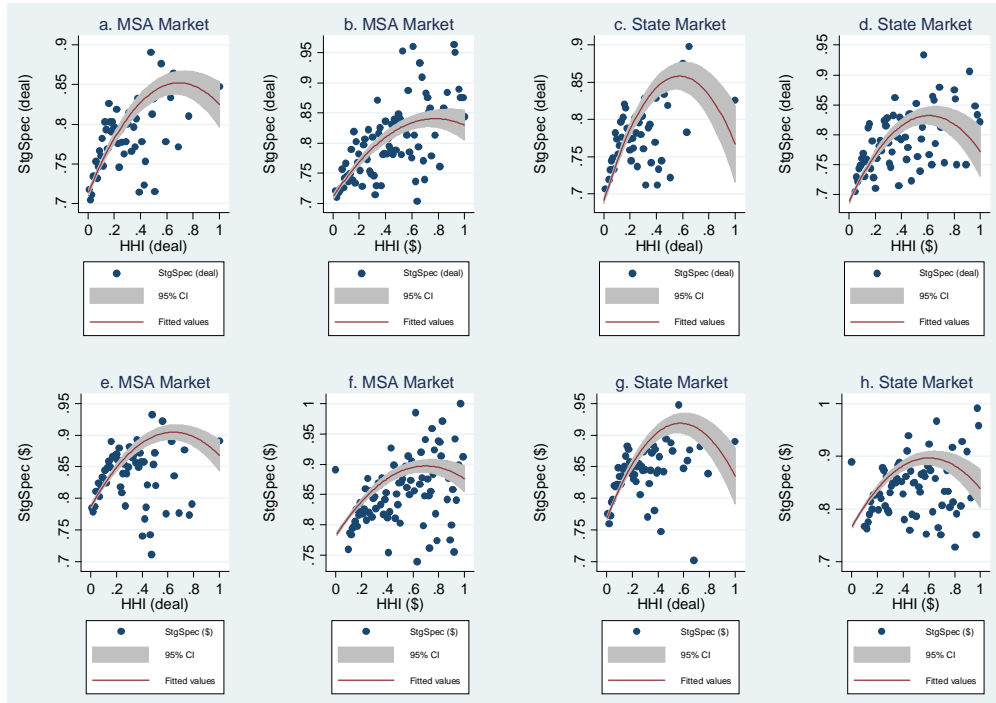 a. MSA Market
StgSpec (deal)
.9
.85
.8
.75
.7
0 .2 .4 .6 .8 1
HHI (deal)
StgSpec (deal)
95% CI
Fitted values
b. MSA Market
StgSpec (deal)
.95
.9
.85
.8
.75
.7
0 .2 .4 .6 .8 1
HHI ($)
StgSpec (deal)
95% CI
Fitted values
c. State Market
StgSpec (deal)
.9
.85
.8
.75
.7
0 .2 .4 .6 .8 1
HHI (deal)
StgSpec (deal)
95% CI
Fitted values
d. State Market
StgSpec (deal)
.95
.9
.85
.8
.75
.7
0 .2 .4 .6 .8 1
HHI ($)
StgSpec (deal)
95% CI
Fitted values
e. MSA Market
StgSpec ($)
.95
.9
.85
.8
.75
.7
0 .2 .4 .6 .8 1
HHI (deal)
StgSpec ($)
95% CI
Fitted values
f. MSA Market
StgSpec ($)
1
.95
.9
.85
.8
.75
0 .2 .4 .6 .8 1
HHI ($)
StgSpec ($)
95% CI
Fitted values
g. State Market
StgSpec ($)
.95
.9
.85
.8
.75
.7
0 .2 .4 .6 .8 1
HHI (deal)
StgSpec ($)
95% CI
Fitted values
h. State Market
StgSpec ($)
1
.9
.8
.7
0 .2 .4 .6 .8 1
HHI ($)
StgSpec ($)
95% CI
Fitted values